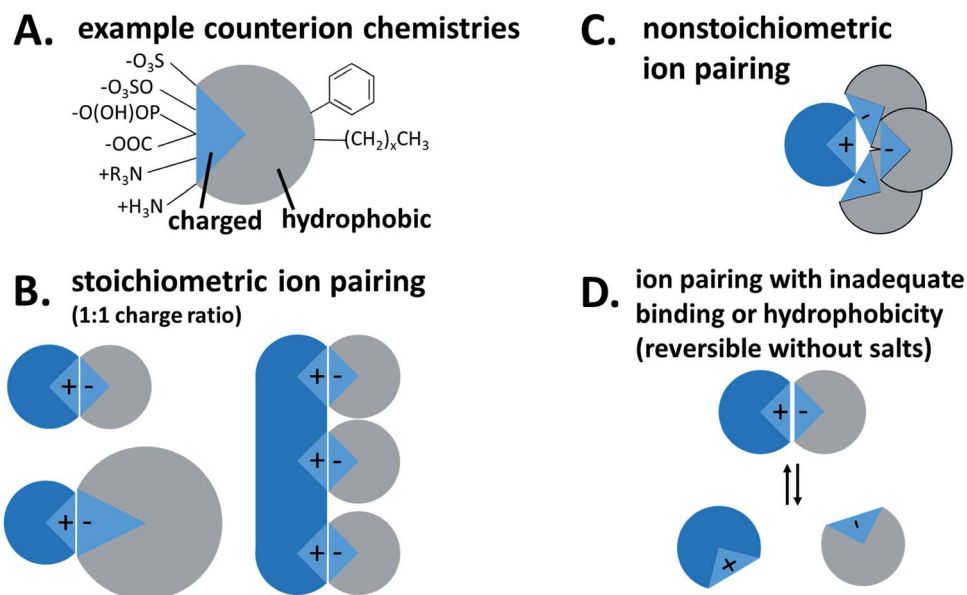 A. example counterion chemistries
-O₃S
-O₃SO
-O(OH)OP
-OOC
+R₃N
+H₃N
(CH₂)ₓCH₃
charged
hydrophobic
B. stoichiometric ion pairing
(1:1 charge ratio)
+ -
+ -
+ -
+ -
+ -
C. nonstoichiometric
ion pairing
-
+ -
-
D. ion pairing with inadequate
binding or hydrophobicity
(reversible without salts)
+ -
+ -